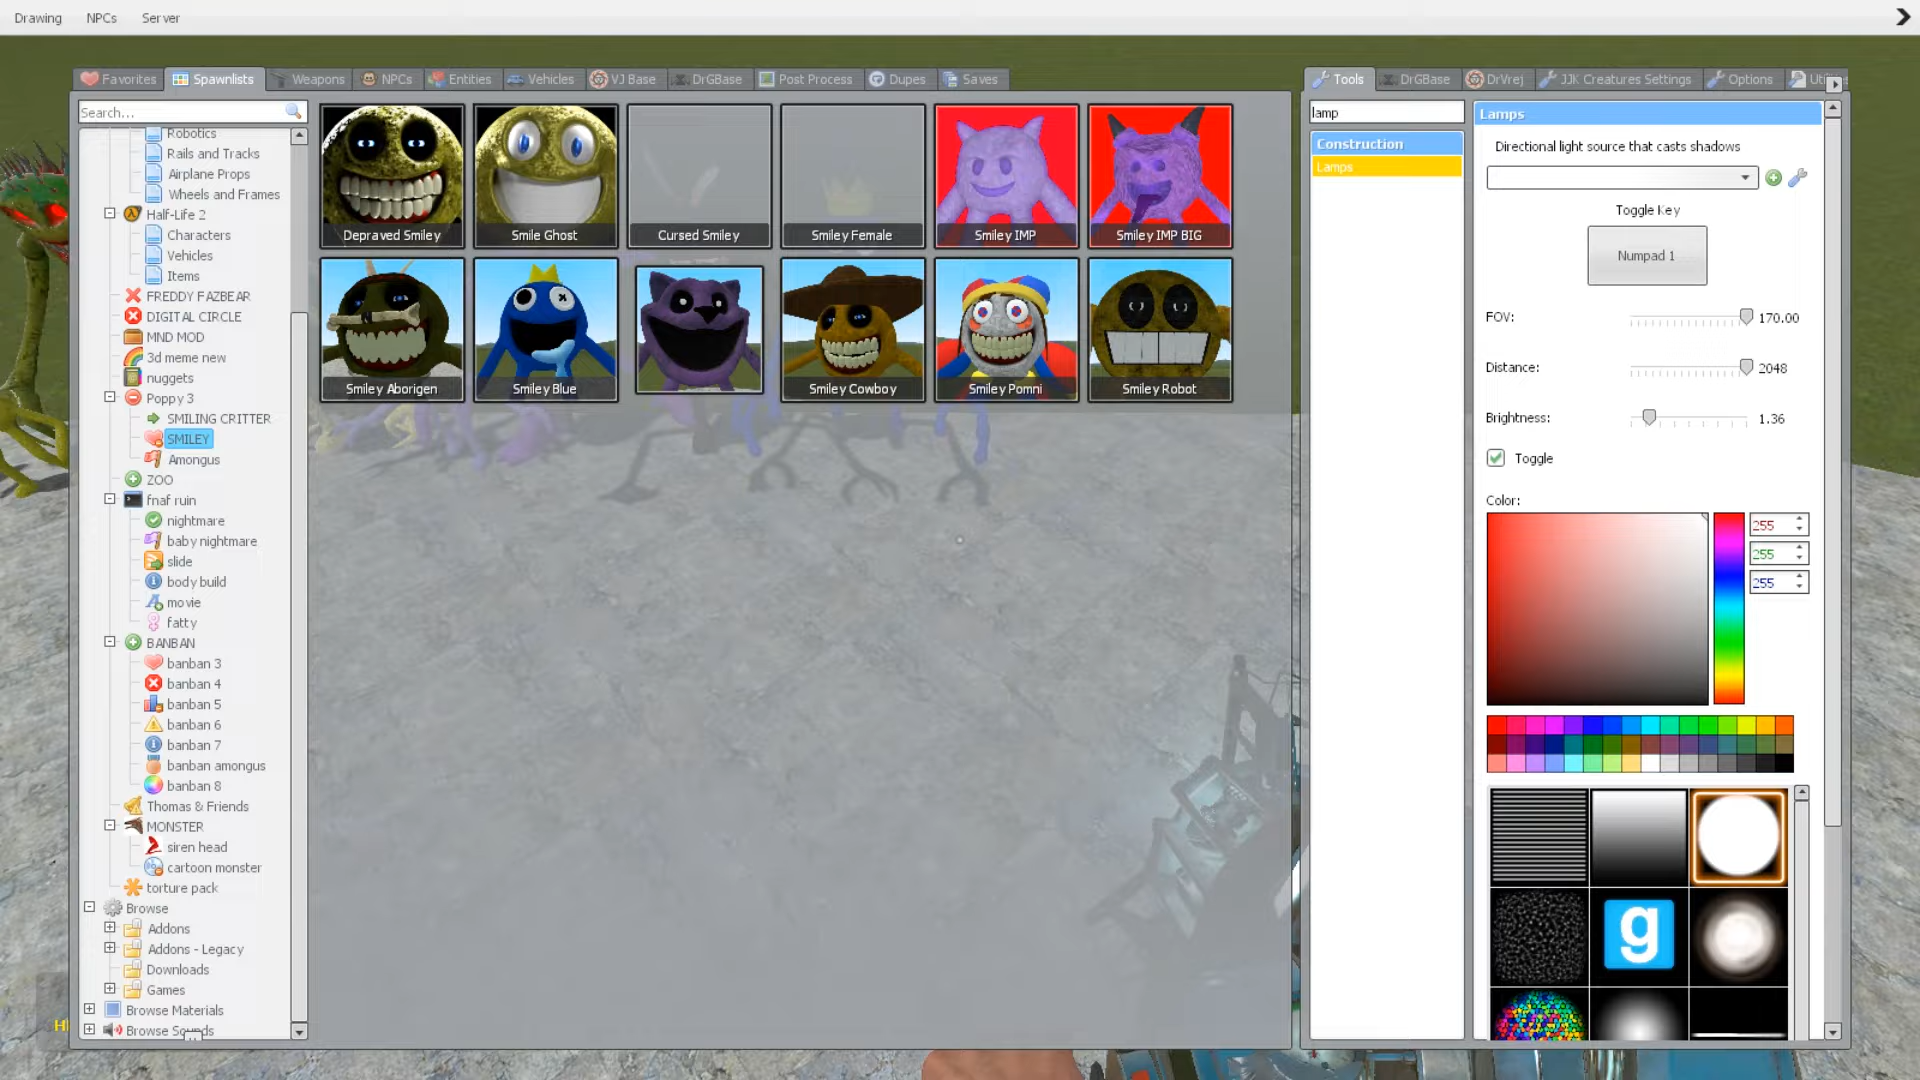 Drawing NPCs Server
Favorites Spawnlists Weapons NPCs Entities Vehicles VJ Base DrGBase Post Process Dupes Saves
Tools DrGBase DrVrej JJK Creatures Settings Options
Search...
Robotics
Rails and Tracks
Airplane Props
Wheels and Frames
Half-Life 2
Characters
Vehicles
Items
FREDDY FAZBEAR
DIGITAL CIRCLE
MND MOD
3d meme new
nuggets
Poppy 3
SMILING CRITTER
SMILEY
Amongus
ZOO
fnaf ruin
nightmare
baby nightmare
slide
body build
movie
fatty
BANBAN
banban 3
banban 4
banban 5
banban 6
banban 7
banban amongus
banban 8
Thomas & Friends
MONSTER
siren head
cartoon monster
torture pack
Browse
Addons
Addons - Legacy
Downloads
Games
Browse Materials
Browse Sounds
Depraved Smiley Smile Ghost Cursed Smiley Smiley Female Smiley IMP Smiley IMP BIG
Smiley Aborigen Smiley Blue Smiley Cowboy Smiley Pomni Smiley Robot
lamp
Construction
Lamps
Lamps
Directional light source that casts shadows
Toggle Key
Numpad 1
FOV: 170.00
Distance: 2048
Brightness: 1.36
Toggle
Color:
255
255
255
g